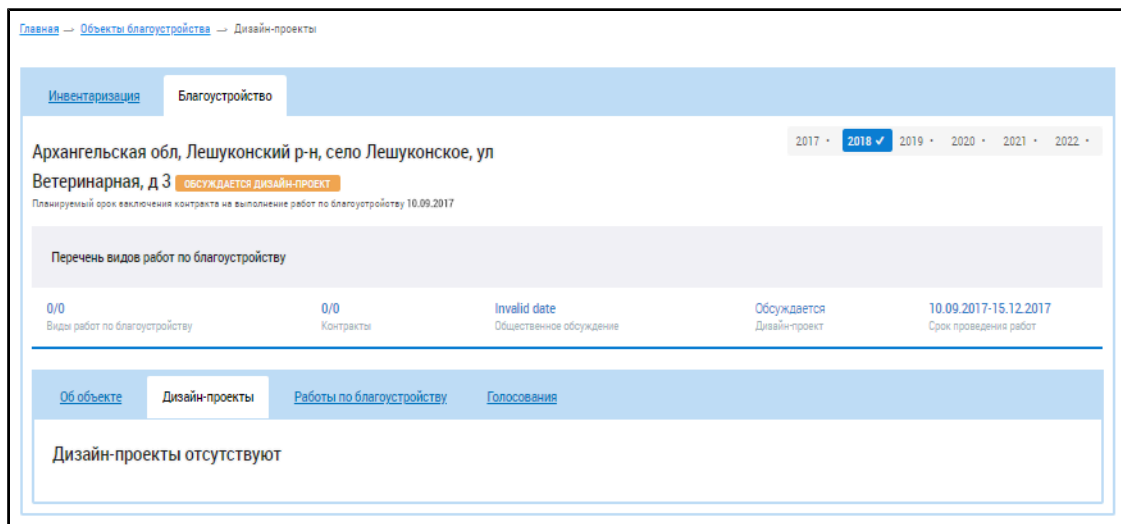 Главная → Объекты благоустройства → Дизайн-проекты
Инвентаризация Благоустройство
2017 • 2018 ✓ 2019 • 2020 • 2021 • 2022 •
Архангельская обл, Лешуконский р-н, село Лешуконское, ул
Ветеринарная, д 3 ОБСУЖДАЕТСЯ ДИЗАЙН-ПРОЕКТ
Планируемый срок заключения контракта на выполнение работ по благоустройству 10.09.2017
Перечень видов работ по благоустройству
0/0 0/0 Invalid date Обсуждается 10.09.2017-15.12.2017
Виды работ по благоустройству Контракты Общественное обсуждение Дизайн-проект Срок проведения работ
Об объекте Дизайн-проекты Работы по благоустройству Голосования
Дизайн-проекты отсутствуют